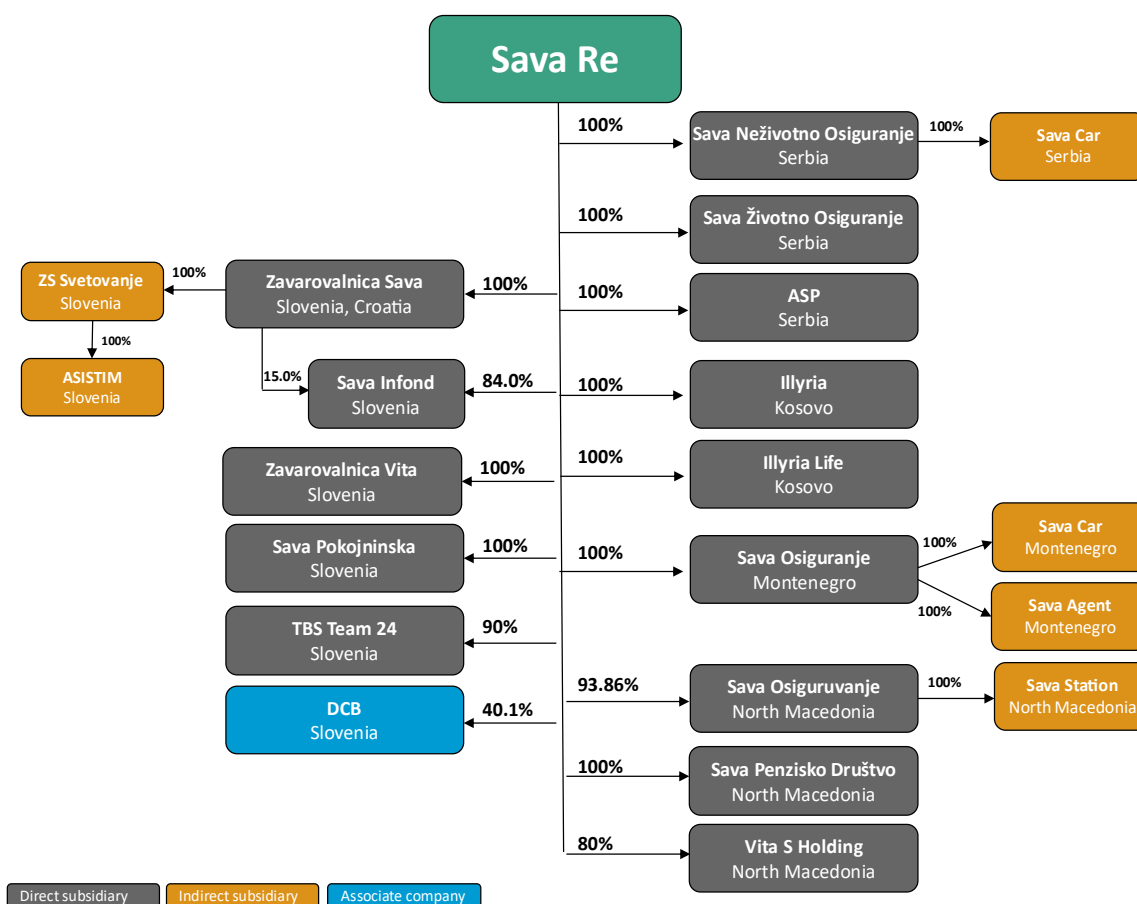 Sava Re
100%
Sava Neživotno Osiguranje
Serbia
100%
Sava Car
Serbia
100%
Sava Životno Osiguranje
Serbia
ZS Svetovanje
Slovenia
100%
Zavarovalnica Sava
Slovenia, Croatia
100%
100%
ASP
Serbia
100%
ASISTIM
Slovenia
15.0%
Sava Infond
Slovenia
84.0%
100%
Illyria
Kosovo
Zavarovalnica Vita
Slovenia
100%
100%
Illyria Life
Kosovo
Sava Pokojninska
Slovenia
100%
100%
Sava Osiguranje
Montenegro
100%
Sava Car
Montenegro
100%
Sava Agent
Montenegro
TBS Team 24
Slovenia
90%
93.86%
Sava Osiguruvanje
North Macedonia
100%
Sava Station
North Macedonia
DCB
Slovenia
40.1%
100%
Sava Penzisko Društvo
North Macedonia
80%
Vita S Holding
North Macedonia
Direct subsidiary
Indirect subsidiary
Associate company